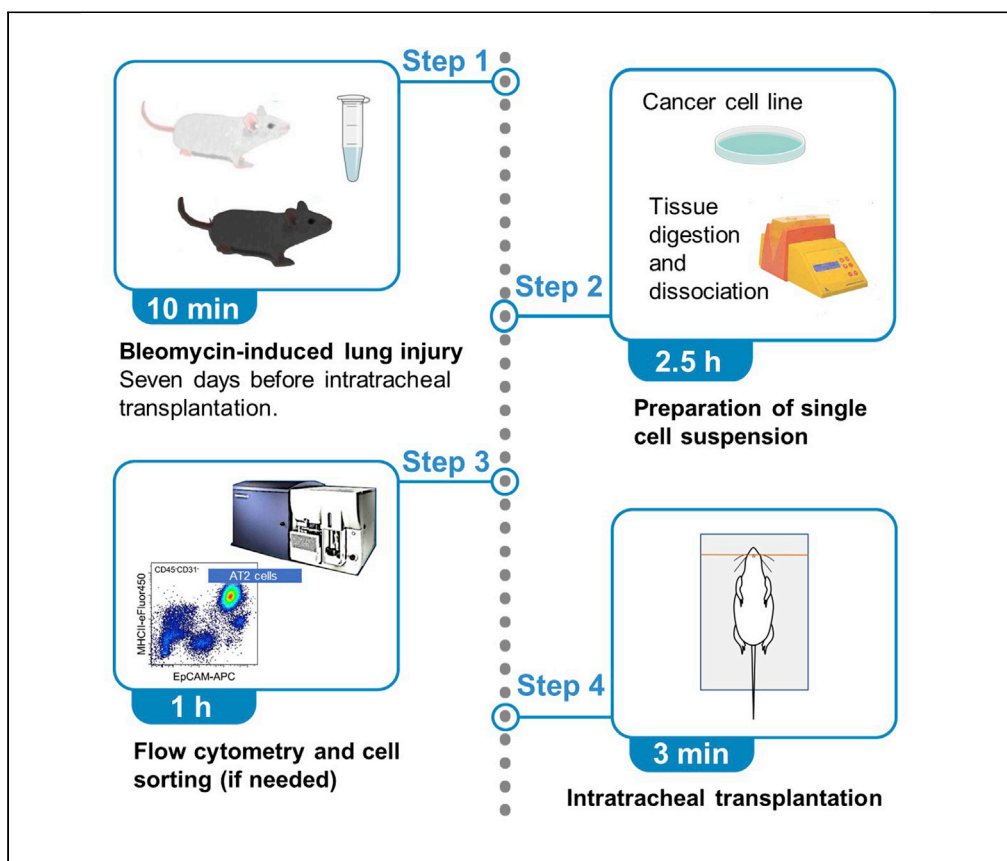 Step 1
10 min
Bleomycin-induced lung injury
Seven days before intratracheal
transplantation.
Step 2
Cancer cell line
Tissue
digestion
and
dissociation
2.5 h
Preparation of single
cell suspension
Step 3
AT2 cells
CD45-CD31-
MHCII-eFluor450
EpCAM-APC
1 h
Flow cytometry and cell
sorting (if needed)
Step 4
3 min
Intratracheal transplantation